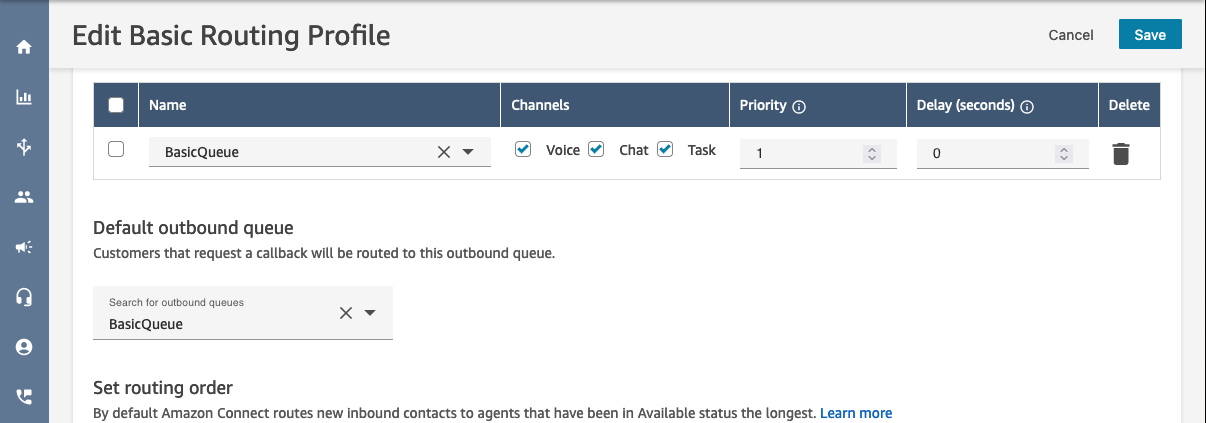 Edit Basic Routing Profile
Cancel
Save
Name
Channels
Priority
Delay (seconds)
Delete
BasicQueue
Voice
Chat
Task
1
0
Default outbound queue
Customers that request a callback will be routed to this outbound queue.
Search for outbound queues
BasicQueue
Set routing order
By default Amazon Connect routes new inbound contacts to agents that have been in Available status the longest. Learn more